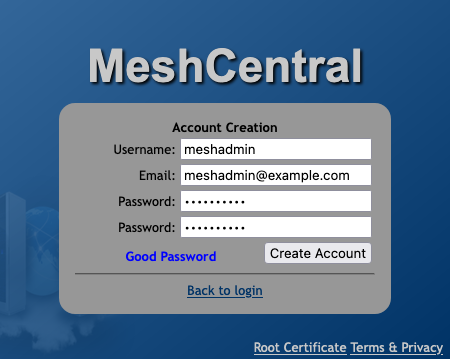 MeshCentral
Account Creation
Username: meshadmin
Email: meshadmin@example.com
Password: ••••••••••
Password: ••••••••••
Good Password Create Account
Back to login
Root Certificate Terms & Privacy